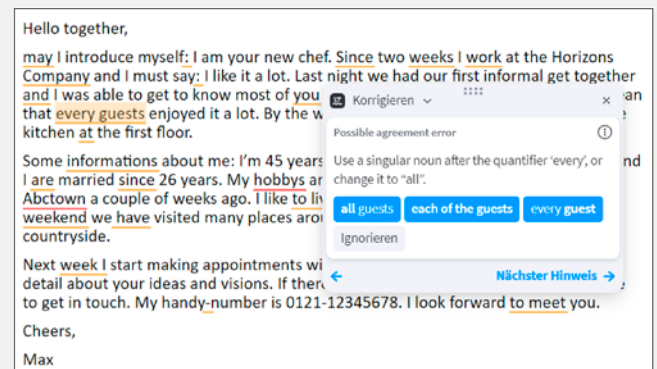 Hello together,
may I introduce myself: I am your new chef. Since two weeks I work at the Horizons
Company and I must say: I like it a lot. Last night we had our first informal get together
and I was able to get to know most of you
ean
that every guests enjoyed it a lot. By the w
e
kitchen at the first floor.
Korrigieren
Possible agreement error
Use a singular noun after the quantifier ‘every’, or
change it to “all”.
all guests each of the guests every guest
Ignorieren
Nächster Hinweis
Some informations about me: I’m 45 years
nd
I are married since 26 years. My hobbys ar
Abctown a couple of weeks ago. I like to liv
weekend we have visited many places arou
countryside.
Next week I start making appointments wi
detail about your ideas and visions. If ther
to get in touch. My handy-number is 0121-12345678. I look forward to meet you.
Cheers,
Max